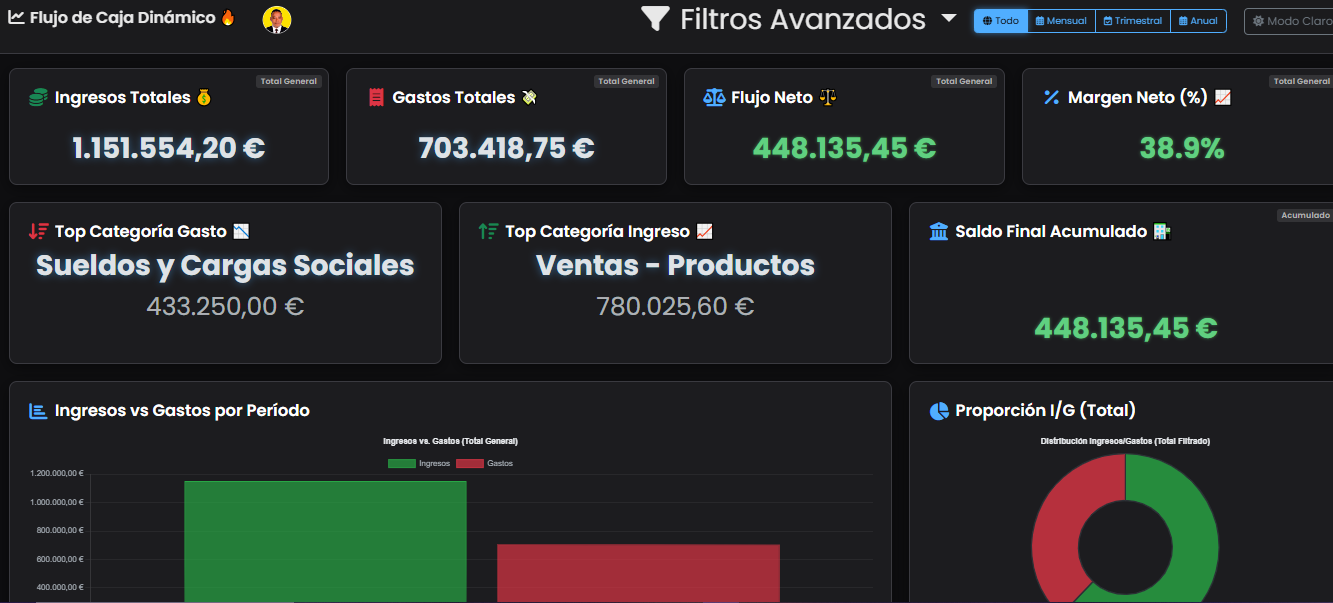 Flujo de Caja Dinámico 🔥
Filtros Avanzados
Todo
Mensual
Trimestral
Anual
Modo Claro
Total General
Ingresos Totales 💰
1.151.554,20 €
Total General
Gastos Totales 💸
703.418,75 €
Total General
Flujo Neto ⚖️
448.135,45 €
Total General
Margen Neto (%) 📈
38.9%
Top Categoría Gasto 📉
Sueldos y Cargas Sociales
433.250,00 €
Top Categoría Ingreso 📈
Ventas - Productos
780.025,60 €
Acumulado
Saldo Final Acumulado 💹
448.135,45 €
Ingresos vs Gastos por Período
Ingresos vs. Gastos (Total General)
Ingresos
Gastos
1.200.000,00 €
1.000.000,00 €
800.000,00 €
600.000,00 €
400.000,00 €
Proporción I/G (Total)
Distribución Ingresos/Gastos (Total Filtrado)